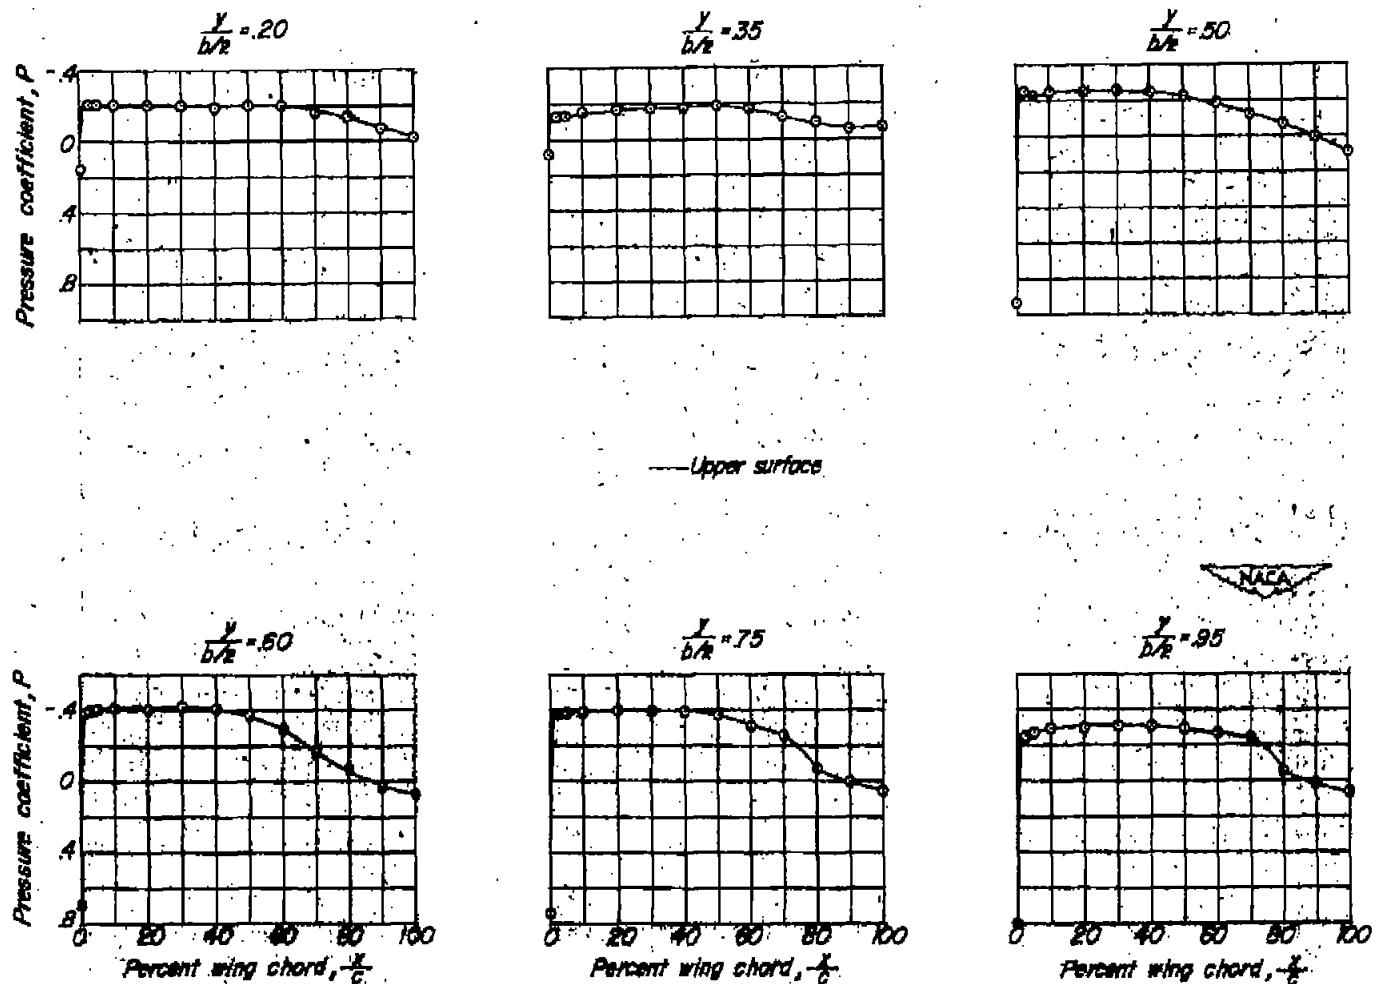 y/b/2 = .20
y/b/2 = .35
y/b/2 = .50
Pressure coefficient, P
-.4
0
.4
.8
Upper surface
NACA
y/b/2 = .60
y/b/2 = .75
y/b/2 = .95
Pressure coefficient, P
-.4
0
.4
.8
0 20 40 60 80 100
0 20 40 60 80 100
0 20 40 60 80 100
Percent wing chord, x/c
Percent wing chord, x/c
Percent wing chord, x/c